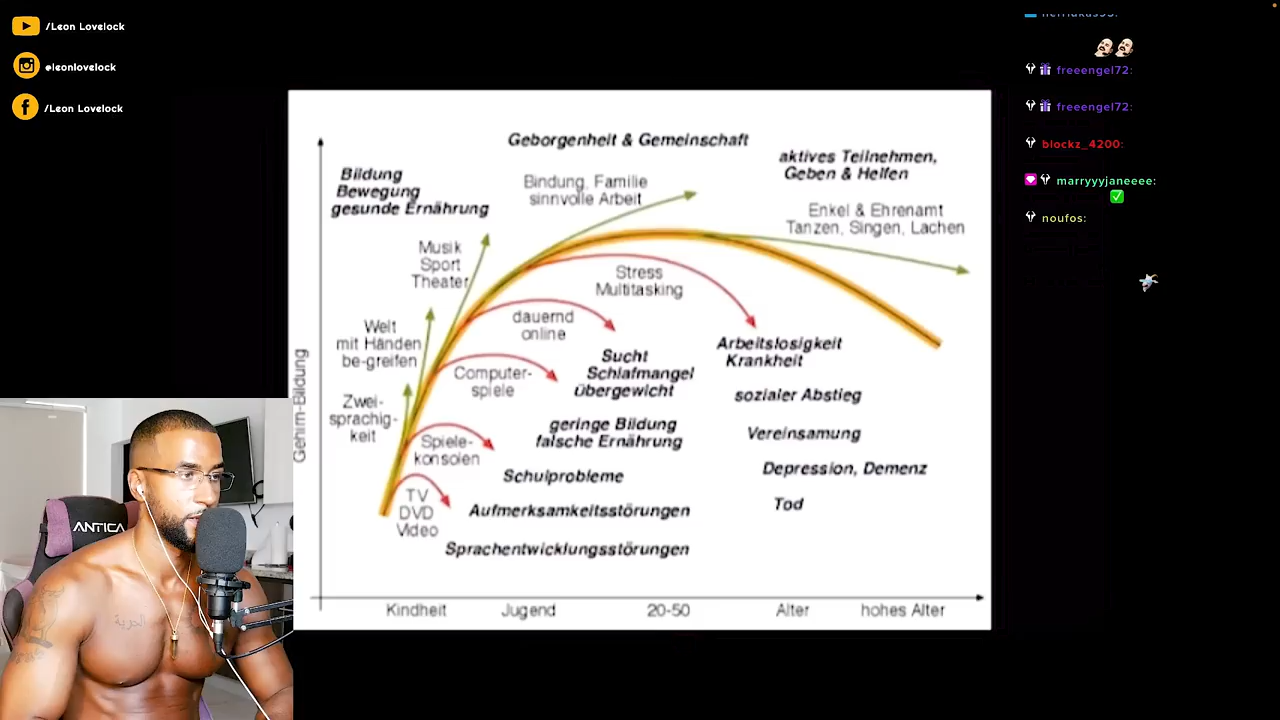 /Leon Lovelock
@leonlovelock
/Leon Lovelock
freeengel72:
freeengel72:
blockz_4200:
marryyyjaneeee:
noufos:
Geborgenheit & Gemeinschaft
aktives Teilnehmen,
Geben & Helfen
Bildung
Bewegung
gesunde Ernährung
Bindung, Familie
sinnvolle Arbeit
Enkel & Ehrenamt
Tanzen, Singen, Lachen
Musik
Sport
Theater
Stress
Multitasking
Welt
mit Händen
be-greifen
dauernd
online
Arbeitslosigkeit
Krankheit
Sucht
Schlafmangel
übergewicht
Computer-
spiele
sozialer Abstieg
Zwei-
sprachig-
keit
geringe Bildung
falsche Ernährung
Vereinsamung
Spiele-
konsolen
Schulprobleme
Depression, Demenz
TV
DVD
Video
Aufmerksamkeitsstörungen
Tod
Sprachentwicklungsstörungen
Gehirn-Bildung
Kindheit
Jugend
20-50
Alter
hohes Alter
ANTICA
الحرية